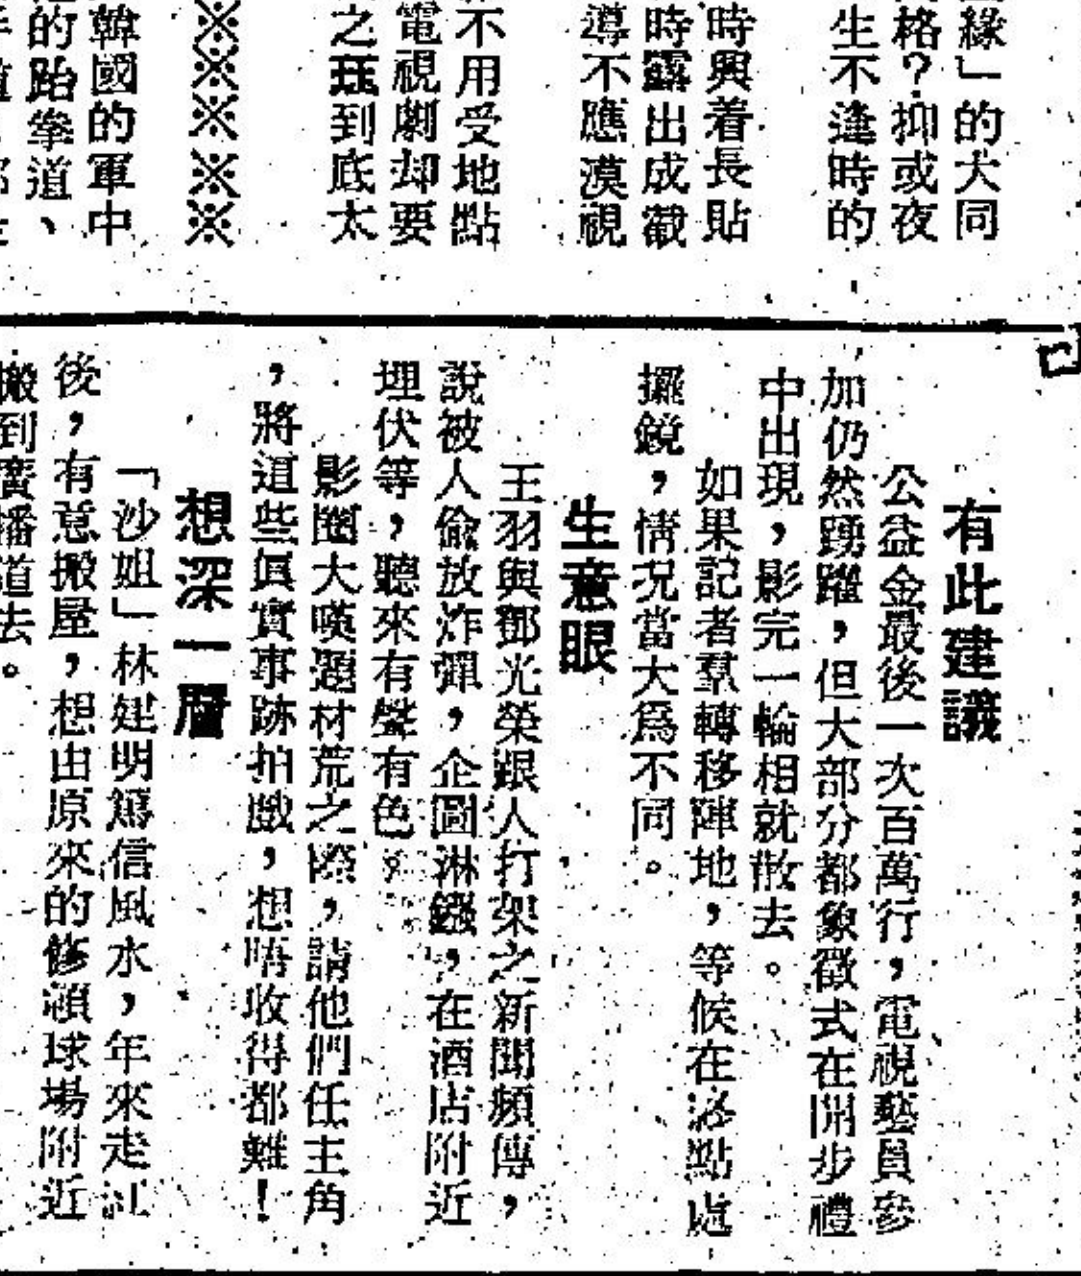 緣」的大同
格？抑或夜
生不逢時的
時興着長貼
時露出成戳
導不應漠視
不用受地點
電視劇却要
之珏到底太
※※※※※
韓國的軍中
的跆拳道、
有此建議
公益金最後一次百萬行，電視藝員參
加仍然踴躍，但大部分都象徵式在開步禮
中出現，影完一輪相就散去。
如果記者羣轉移陣地，等候在終點處
擺鏡，情況當大為不同。
生意眼
王羽與鄧光榮跟人打架之新聞頻傳，
說被人偷放炸彈，企圖淋鏹，在酒店附近
埋伏等，聽來有聲有色。
影圈大嘆題材荒之際，請他們任主角
，將這些眞實事跡拍戲，想唔收得都難！
想深一層
「沙姐」林建明篤信風水，年來走紅
後，有意搬屋，想由原來的修頓球場附近
搬到廣播道去。